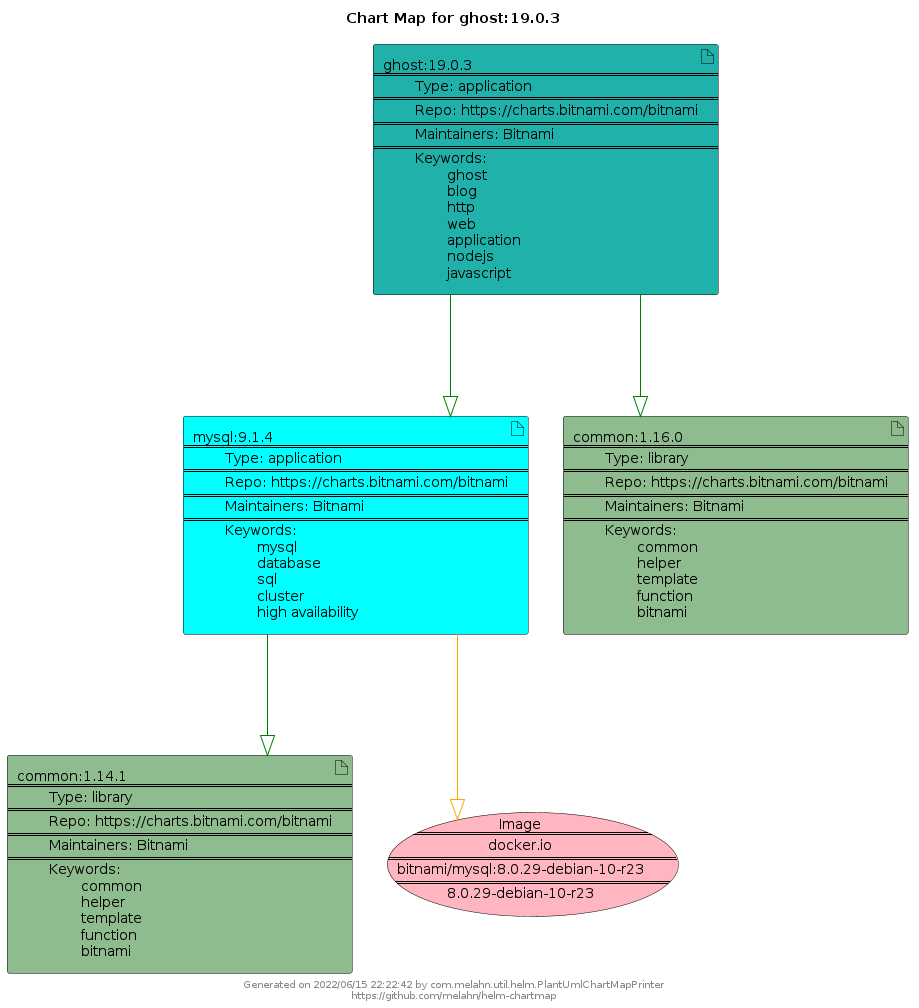 Chart Map for ghost:19.0.3
ghost:19.0.3
Type: application
Repo: https://charts.bitnami.com/bitnami
Maintainers: Bitnami
Keywords:
ghost
blog
http
web
application
nodejs
javascript
mysql:9.1.4
Type: application
Repo: https://charts.bitnami.com/bitnami
Maintainers: Bitnami
Keywords:
mysql
database
sql
cluster
high availability
common:1.16.0
Type: library
Repo: https://charts.bitnami.com/bitnami
Maintainers: Bitnami
Keywords:
common
helper
template
function
bitnami
common:1.14.1
Type: library
Repo: https://charts.bitnami.com/bitnami
Maintainers: Bitnami
Keywords:
common
helper
template
function
bitnami
Image
docker.io
bitnami/mysql:8.0.29-debian-10-r23
8.0.29-debian-10-r23
Generated on 2022/06/15 22:22:42 by com.melahn.util.helm.PlantUmlChartMapPrinter
https://github.com/melahn/helm-chartmap